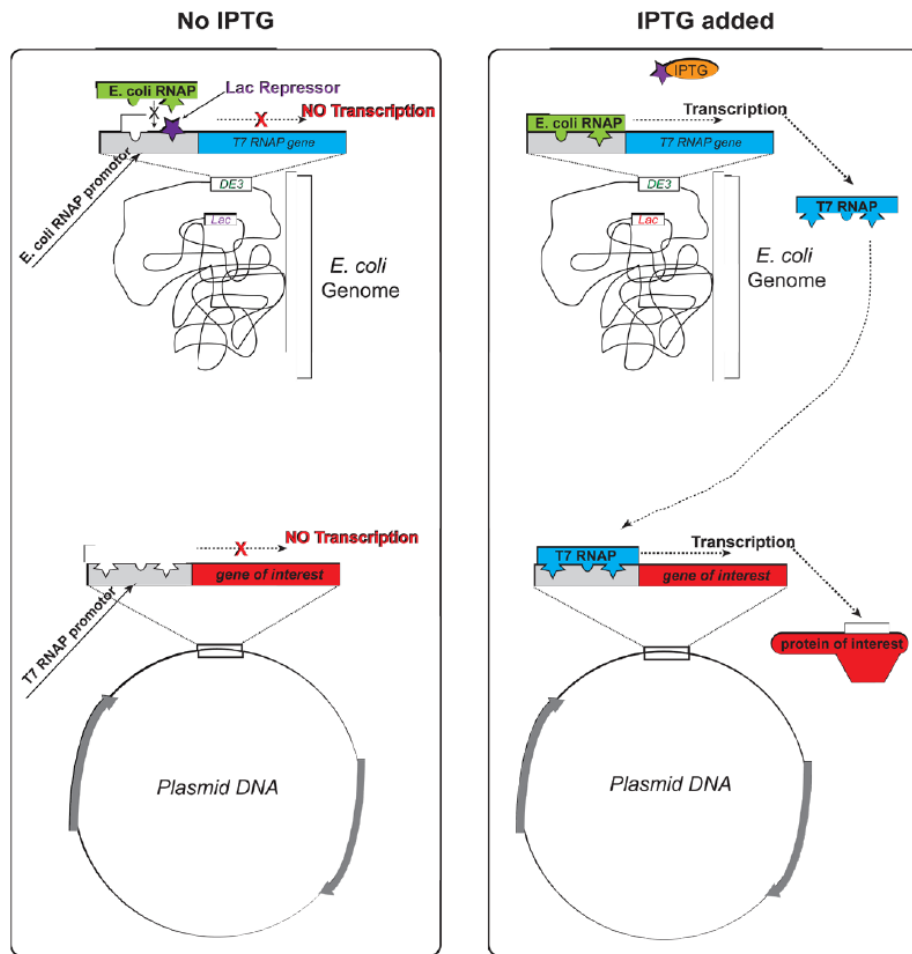 No IPTG
E. coli RNAP
Lac Repressor
X
X
NO Transcription
T7 RNAP gene
E. coli RNAP promotor
DE3
Lac
E. coli
Genome
NO Transcription
X
gene of interest
T7 RNAP promotor
Plasmid DNA
IPTG added
IPTG
Transcription
E. coli RNAP
T7 RNAP gene
DE3
T7 RNAP
Lac
E. coli
Genome
Transcription
T7 RNAP
gene of interest
protein of interest
Plasmid DNA